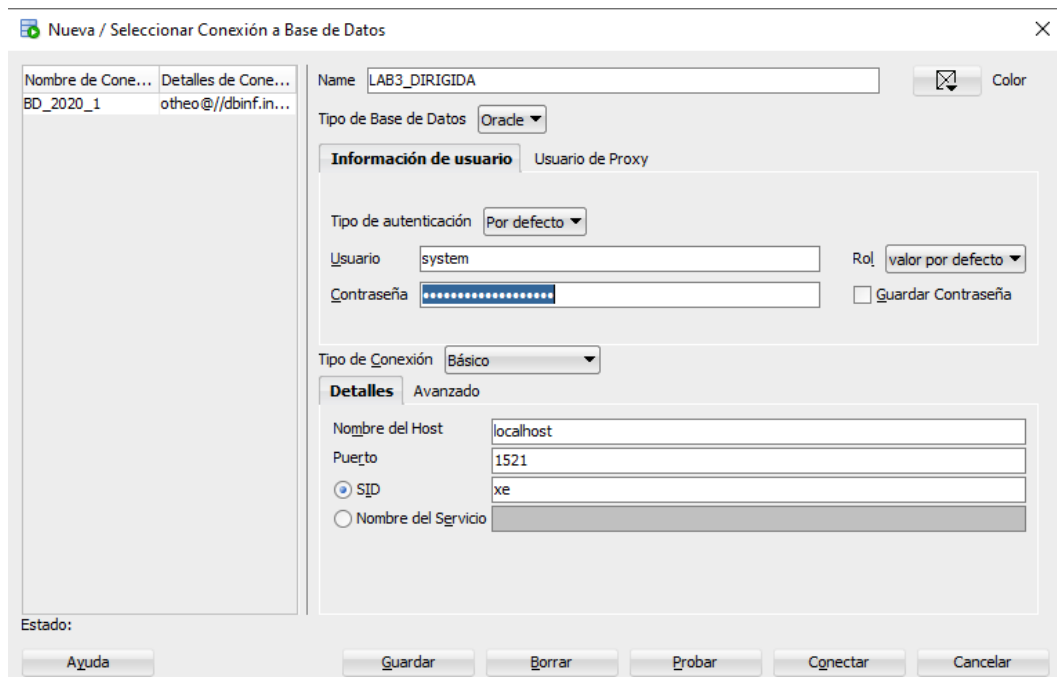 Nueva / Seleccionar Conexión a Base de Datos
Nombre de Cone... Detalles de Cone...
BD_2020_1 otheo@//dbinf.in...
Name LAB3_DIRIGIDA Color
Tipo de Base de Datos Oracle
Información de usuario Usuario de Proxy
Tipo de autenticación Por defecto
Usuario system Rol valor por defecto
Contraseña •••••••••••••••••••• Guardar Contraseña
Tipo de Conexión Básico
Detalles Avanzado
Nombre del Host localhost
Puerto 1521
SID xe
Nombre del Servicio
Estado:
Ayuda Guardar Borrar Probar Conectar Cancelar